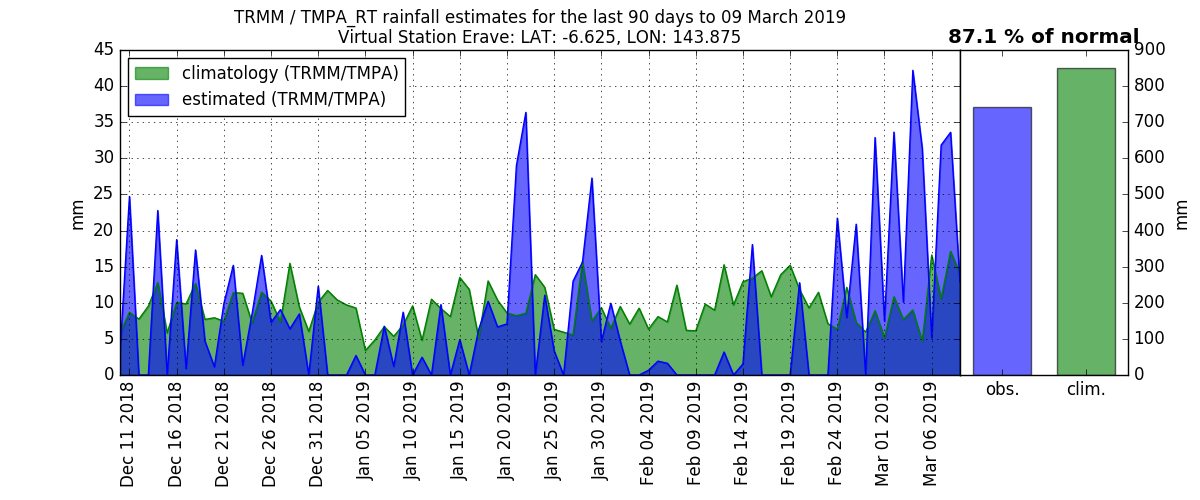 TRMM / TMPA_RT rainfall estimates for the last 90 days to 09 March 2019
Virtual Station Erave: LAT: -6.625, LON: 143.875
87.1 % of normal
climatology (TRMM/TMPA)
estimated (TRMM/TMPA)
45
40
35
30
25
20
15
10
5
0
mm
900
800
700
600
500
400
300
200
100
0
mm
Dec 11 2018
Dec 16 2018
Dec 21 2018
Dec 26 2018
Dec 31 2018
Jan 05 2019
Jan 10 2019
Jan 15 2019
Jan 20 2019
Jan 25 2019
Jan 30 2019
Feb 04 2019
Feb 09 2019
Feb 14 2019
Feb 19 2019
Feb 24 2019
Mar 01 2019
Mar 06 2019
obs.
clim.